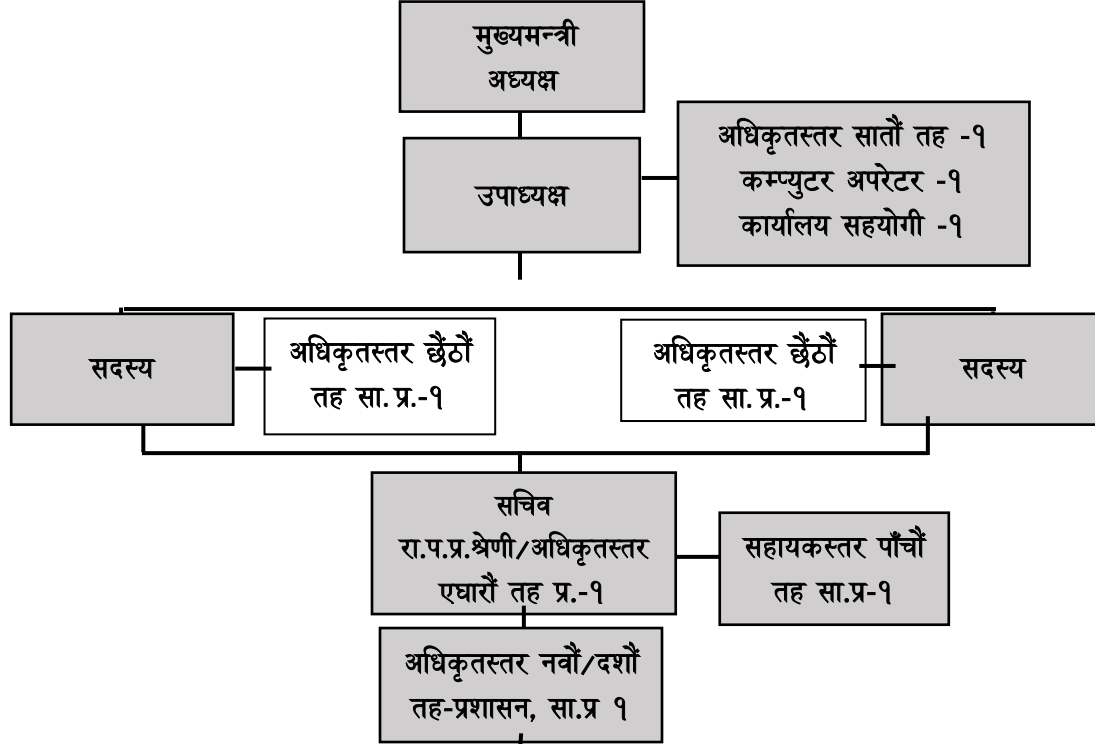 मुख्यमन्त्री
अध्यक्ष
उपाध्यक्ष
अधिकृतस्तर सातौं तह -१
कम्प्युटर अपरेटर -१
कार्यालय सहयोगी -१
सदस्य
अधिकृतस्तर छैंठौं
तह सा.प्र.-१
अधिकृतस्तर छैंठौं
तह सा.प्र.-१
सदस्य
सचिव
रा.प.प्र.श्रेणी/अधिकृतस्तर
एघारौं तह प्र.-१
सहायकस्तर पाँचौं
तह सा.प्र-१
अधिकृतस्तर नवौं/दशौं
तह-प्रशासन, सा.प्र १